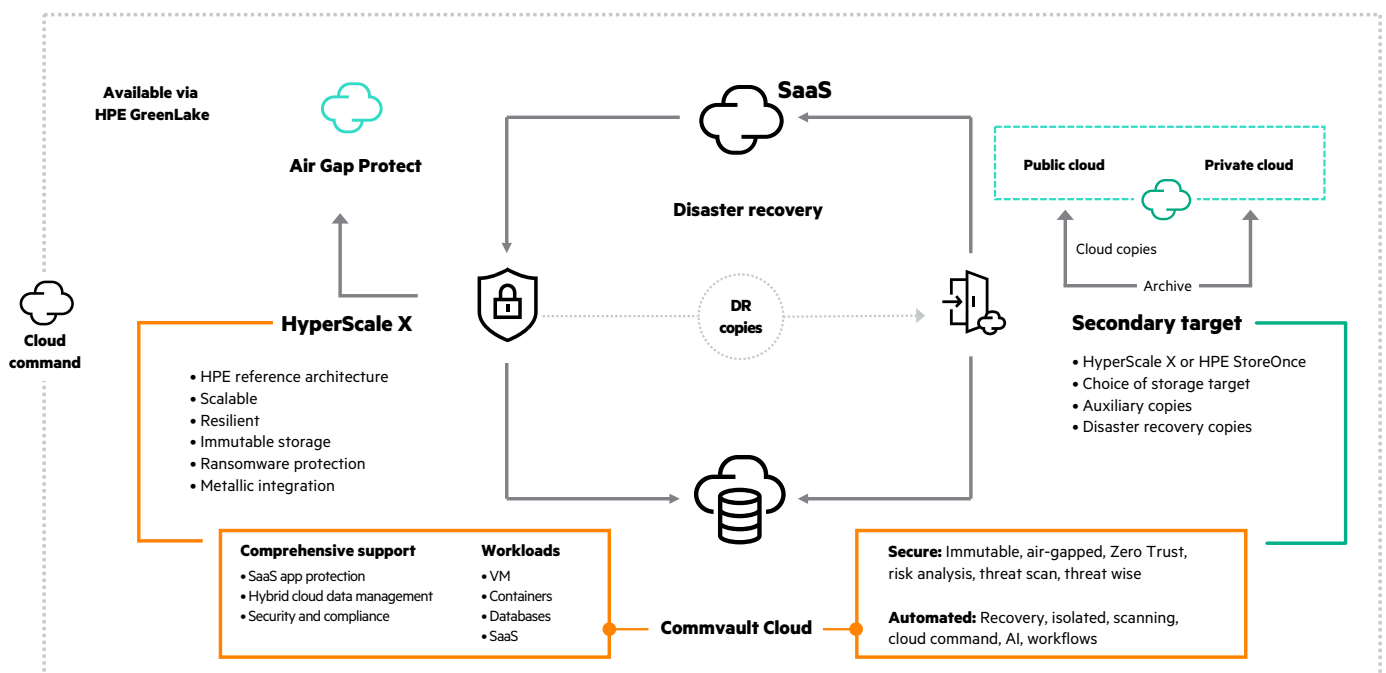 Available via
HPE GreenLake
Air Gap Protect
SaaS
Disaster recovery
Public cloud
Private cloud
Cloud copies
Archive
Cloud
command
HyperScale X
• HPE reference architecture
• Scalable
• Resilient
• Immutable storage
• Ransomware protection
• Metallic integration
DR
copies
Secondary target
• HyperScale X or HPE StoreOnce
• Choice of storage target
• Auxiliary copies
• Disaster recovery copies
Comprehensive support
• SaaS app protection
• Hybrid cloud data management
• Security and compliance
Workloads
• VM
• Containers
• Databases
• SaaS
Commvault Cloud
Secure: Immutable, air-gapped, Zero Trust,
risk analysis, threat scan, threat wise
Automated: Recovery, isolated, scanning,
cloud command, AI, workflows